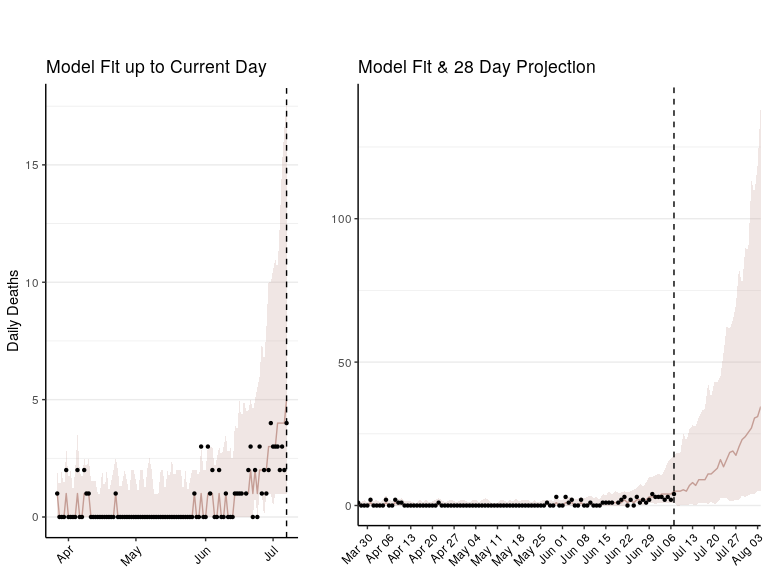 Model Fit up to Current Day
Model Fit & 28 Day Projection
Daily Deaths
15
10
5
0
Apr
May
Jun
Jul
100
50
0
Mar 30
Apr 06
Apr 13
Apr 20
Apr 27
May 04
May 11
May 18
May 25
Jun 01
Jun 08
Jun 15
Jun 22
Jun 29
Jul 06
Jul 13
Jul 20
Jul 27
Aug 03